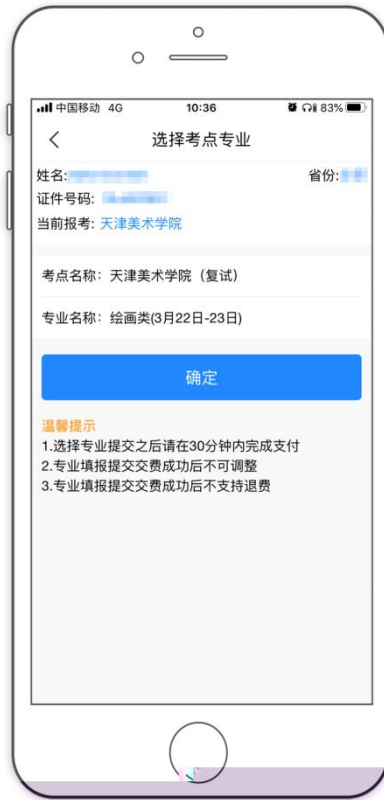 中国移动 4G 10:36 83%
选择考点专业
姓名: 省份:
证件号码:
当前报考: 天津美术学院
考点名称: 天津美术学院（复试）
专业名称: 绘画类(3月22日-23日)
确定
温馨提示
1.选择专业提交之后请在30分钟内完成支付
2.专业填报提交交费成功后不可调整
3.专业填报提交交费成功后不支持退费